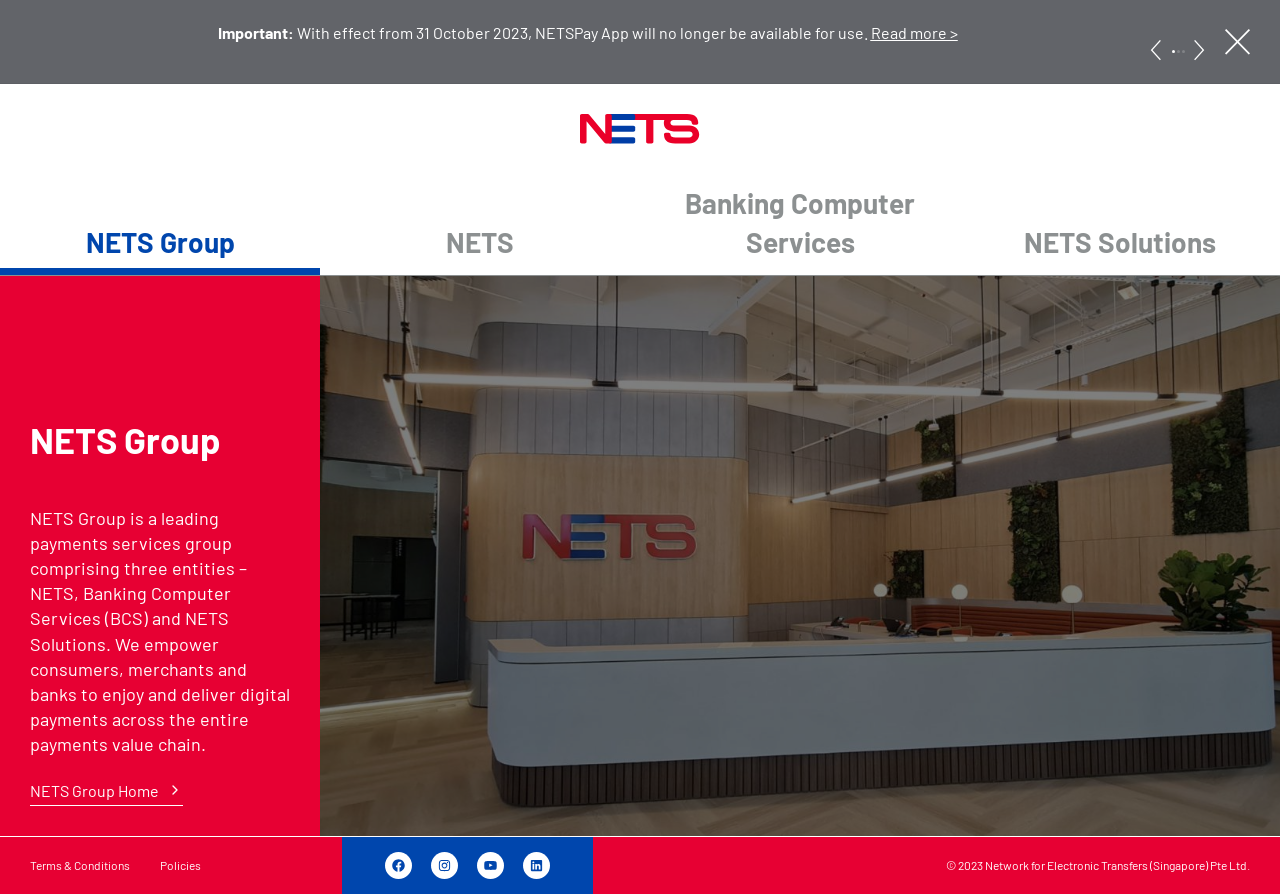 Important: With effect from 31 October 2023, NETSPay App will no longer be available for use. Read more >
NETS
NETS Group
NETS
Banking Computer
Services
NETS Solutions
NETS Group
NETS Group is a leading
payments services group
comprising three entities –
NETS, Banking Computer
Services (BCS) and NETS
Solutions. We empower
consumers, merchants and
banks to enjoy and deliver digital
payments across the entire
payments value chain.
NETS Group Home
NETS
Terms & Conditions
Policies
© 2023 Network for Electronic Transfers (Singapore) Pte Ltd.